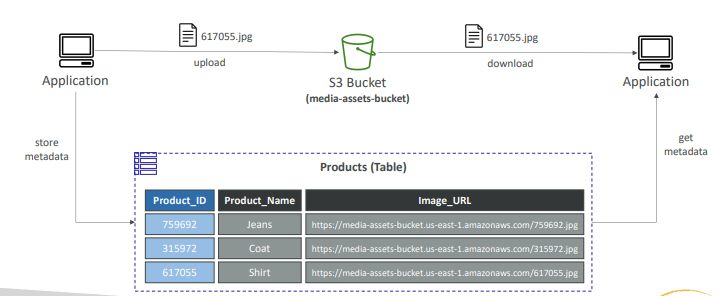 617055.jpg
617055.jpg
upload
download
Application
S3 Bucket
(media-assets-bucket)
Application
store
metadata
get
metadata
Products (Table)
Product_ID Product_Name Image_URL
759692 Jeans https://media-assets-bucket.us-east-1.amazonaws.com/759692.jpg
315972 Coat https://media-assets-bucket.us-east-1.amazonaws.com/315972.jpg
617055 Shirt https://media-assets-bucket.us-east-1.amazonaws.com/617055.jpg